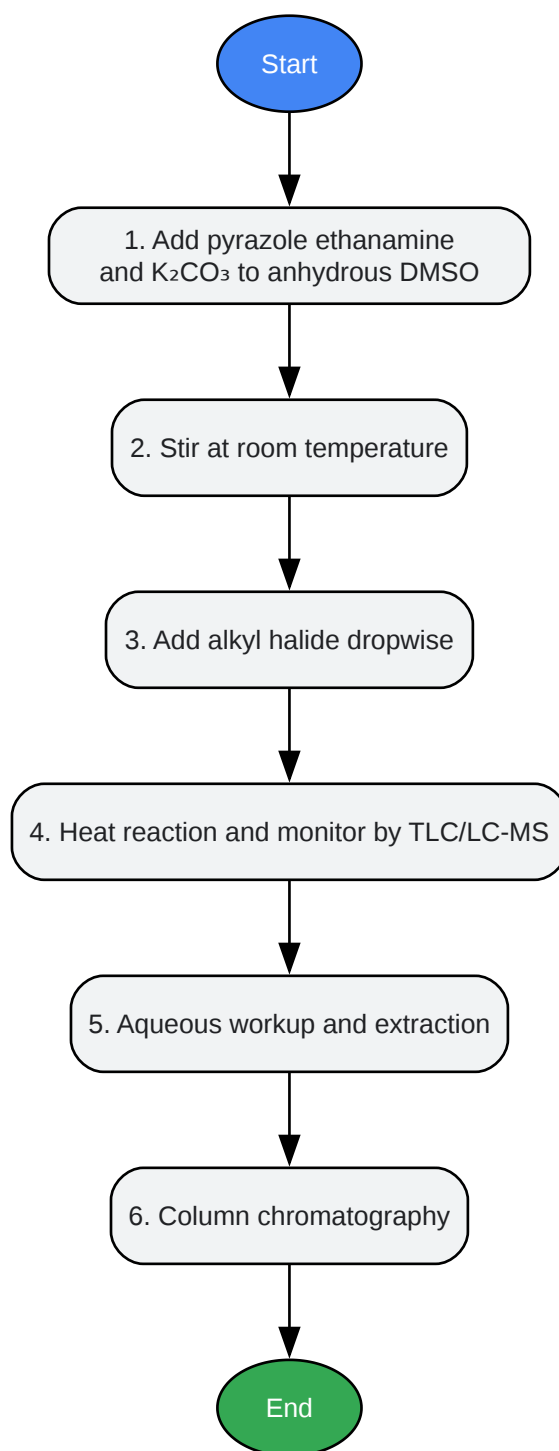 Start
1. Add pyrazole ethanamine
and K₂CO₃ to anhydrous DMSO
2. Stir at room temperature
3. Add alkyl halide dropwise
4. Heat reaction and monitor by TLC/LC-MS
5. Aqueous workup and extraction
6. Column chromatography
End